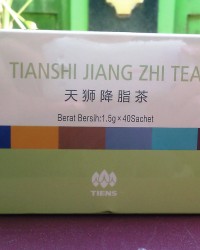 TIANSHI JIANG ZHI TEA
天狮降脂茶
Berat Bersih:1.5g×40Sachet
TIENS